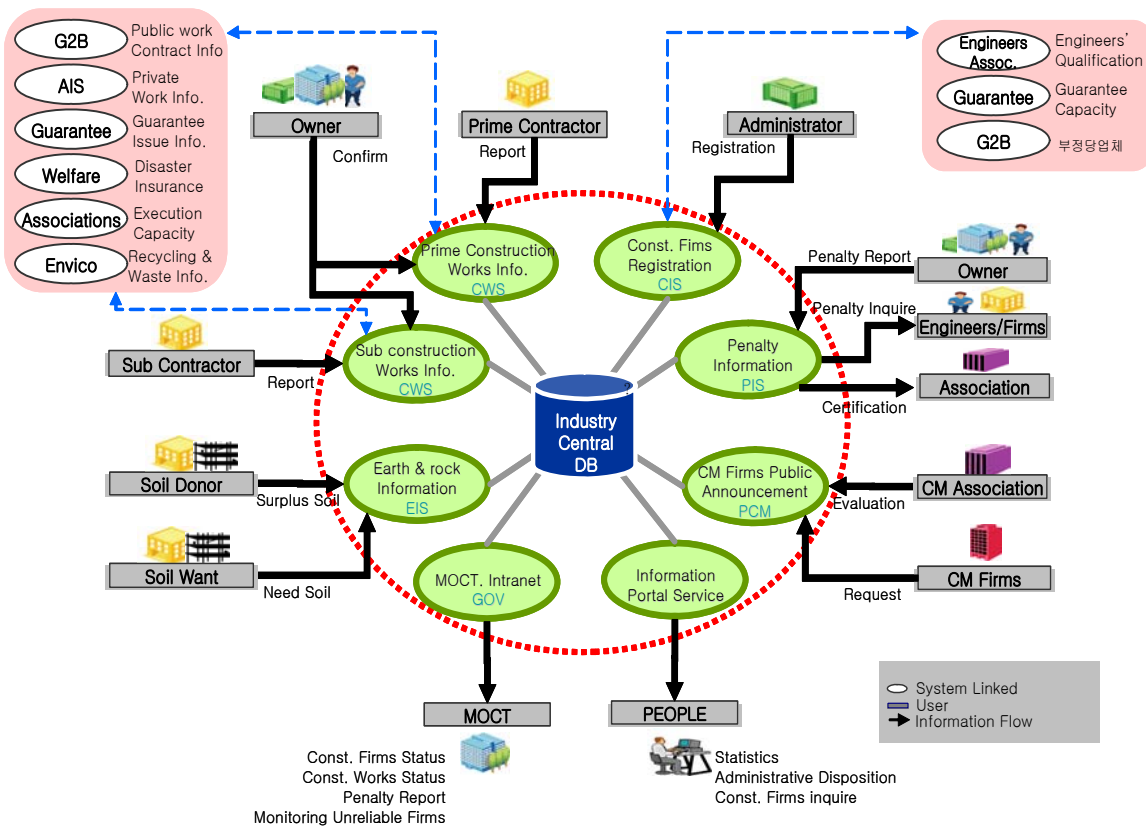 G2B
Public work
Contract Info
AIS
Private
Work Info.
Guarantee
Guarantee
Issue Info.
Welfare
Disaster
Insurance
Associations
Execution
Capacity
Envico
Recycling &
Waste Info.
Engineers
Assoc.
Engineers'
Qualification
Guarantee
Guarantee
Capacity
G2B
부정당업체
Owner
Confirm
Prime Contractor
Report
Administrator
Registration
Prime Construction
Works Info.
CWS
Const. Fims
Registration
CIS
Penalty Report
Owner
Penalty Inquire
Engineers/Firms
Sub Contractor
Report
Sub construction
Works Info.
CWS
Penalty
Information
PIS
Association
Certification
?
Industry
Central
DB
Soil Donor
Surplus Soil
Earth & rock
Information
EIS
CM Firms Public
Announcement
PCM
CM Association
Evaluation
Soil Want
Need Soil
MOCT. Intranet
GOV
Information
Portal Service
CM Firms
Request
MOCT
Const. Firms Status
Const. Works Status
Penalty Report
Monitoring Unreliable Firms
PEOPLE
Statistics
Administrative Disposition
Const. Firms inquire
System Linked
User
Information Flow